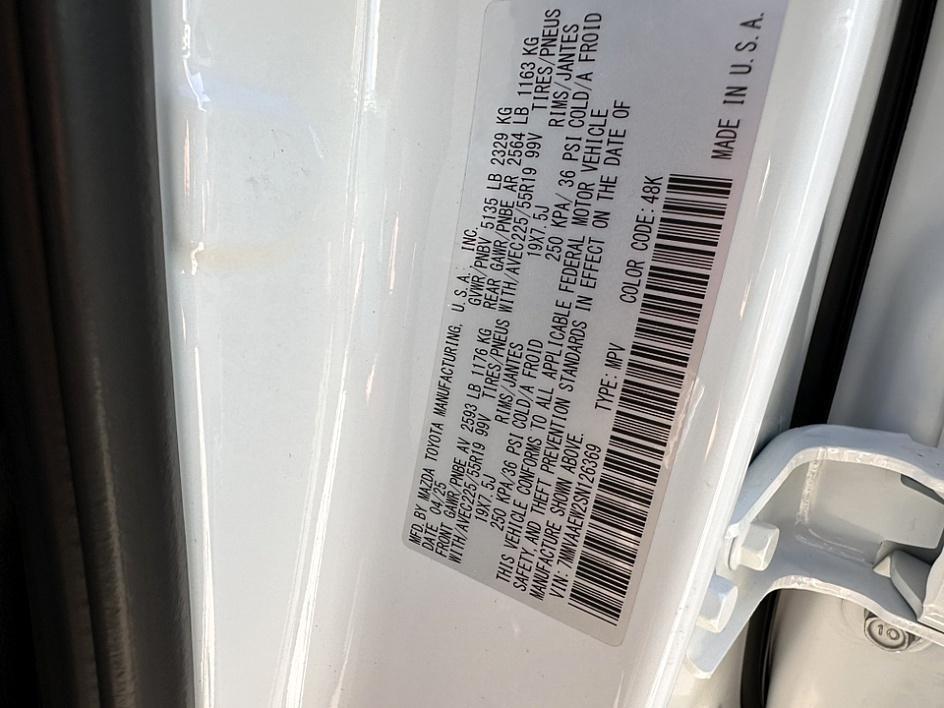 MFD. BY MAZDA TOYOTA MANUFACTURING, U.S.A., INC.
DATE 04/25 GVWR/PNBV 5135 LB 2329 KG
FRONT GAWR/PNBE AV 2593 LB 1176 KG REAR GAWR/PNBE AR 2564 LB 1163 KG
WITH/AVEC225/55R19 99V TIRES/PNEUS WITH/AVEC225/55R19 99V TIRES/PNEUS
19X7.5J RIMS/JANTES 19X7.5J RIMS/JANTES
250 KPA/36 PSI COLD/A FROID 250 KPA/36 PSI COLD/A FROID
THIS VEHICLE CONFORMS TO ALL APPLICABLE FEDERAL MOTOR VEHICLE
SAFETY, AND THEFT PREVENTION STANDARDS IN EFFECT ON THE DATE OF
MANUFACTURE SHOWN ABOVE.
VIN: 7MMVAAEW2SN126369 TYPE: MPV COLOR CODE: 48K
MADE IN U.S.A.
10